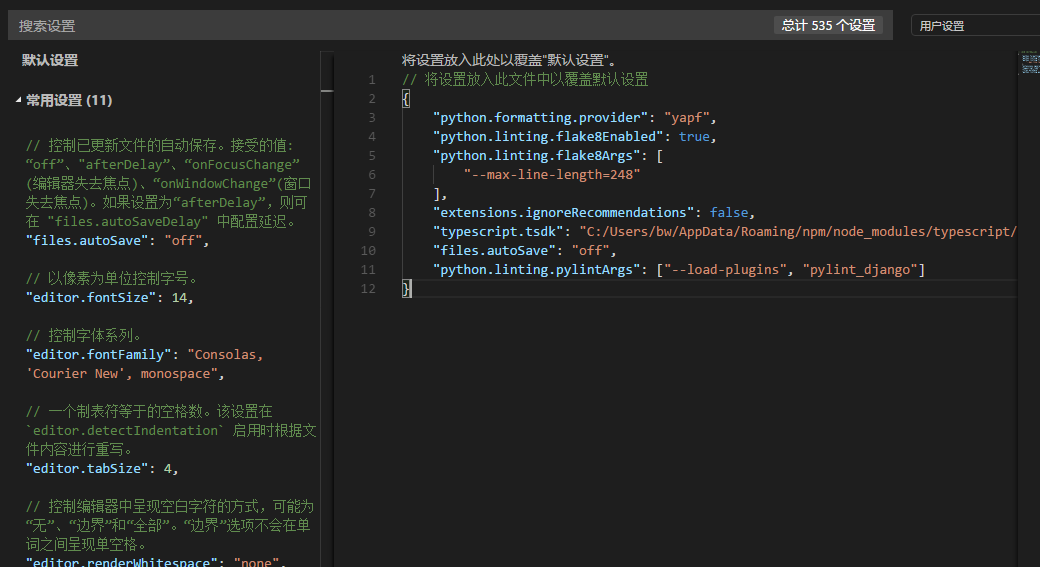 搜索设置
总计 535 个设置
用户设置
默认设置
常用设置 (11)
// 控制已更新文件的自动保存。接受的值:
“off”、"afterDelay”、“onFocusChange”
(编辑器失去焦点)、“onWindowChange”(窗口
失去焦点)。如果设置为“afterDelay”，则可
在 "files.autoSaveDelay" 中配置延迟。
"files.autoSave": "off",
// 以像素为单位控制字号。
"editor.fontSize": 14,
// 控制字体系列。
"editor.fontFamily": "Consolas,
'Courier New', monospace",
// 一个制表符等于的空格数。该设置在
`editor.detectIndentation` 启用时根据文
件内容进行重写。
"editor.tabSize": 4,
// 控制编辑器中呈现空白字符的方式，可能为
“无”、“边界”和“全部”。“边界”选项不会在单
词之间呈现单空格。
"editor.renderWhitespace": "none",
将设置放入此处以覆盖"默认设置"。
1 // 将设置放入此文件中以覆盖默认设置
2 {
3 "python.formatting.provider": "yapf",
4 "python.linting.flake8Enabled": true,
5 "python.linting.flake8Args": [
6 "--max-line-length=248"
7 ],
8 "extensions.ignoreRecommendations": false,
9 "typescript.tsdk": "C:/Users/bw/AppData/Roaming/npm/node_modules/typescript/
10 "files.autoSave": "off",
11 "python.linting.pylintArgs": ["--load-plugins", "pylint_django"]
12 }